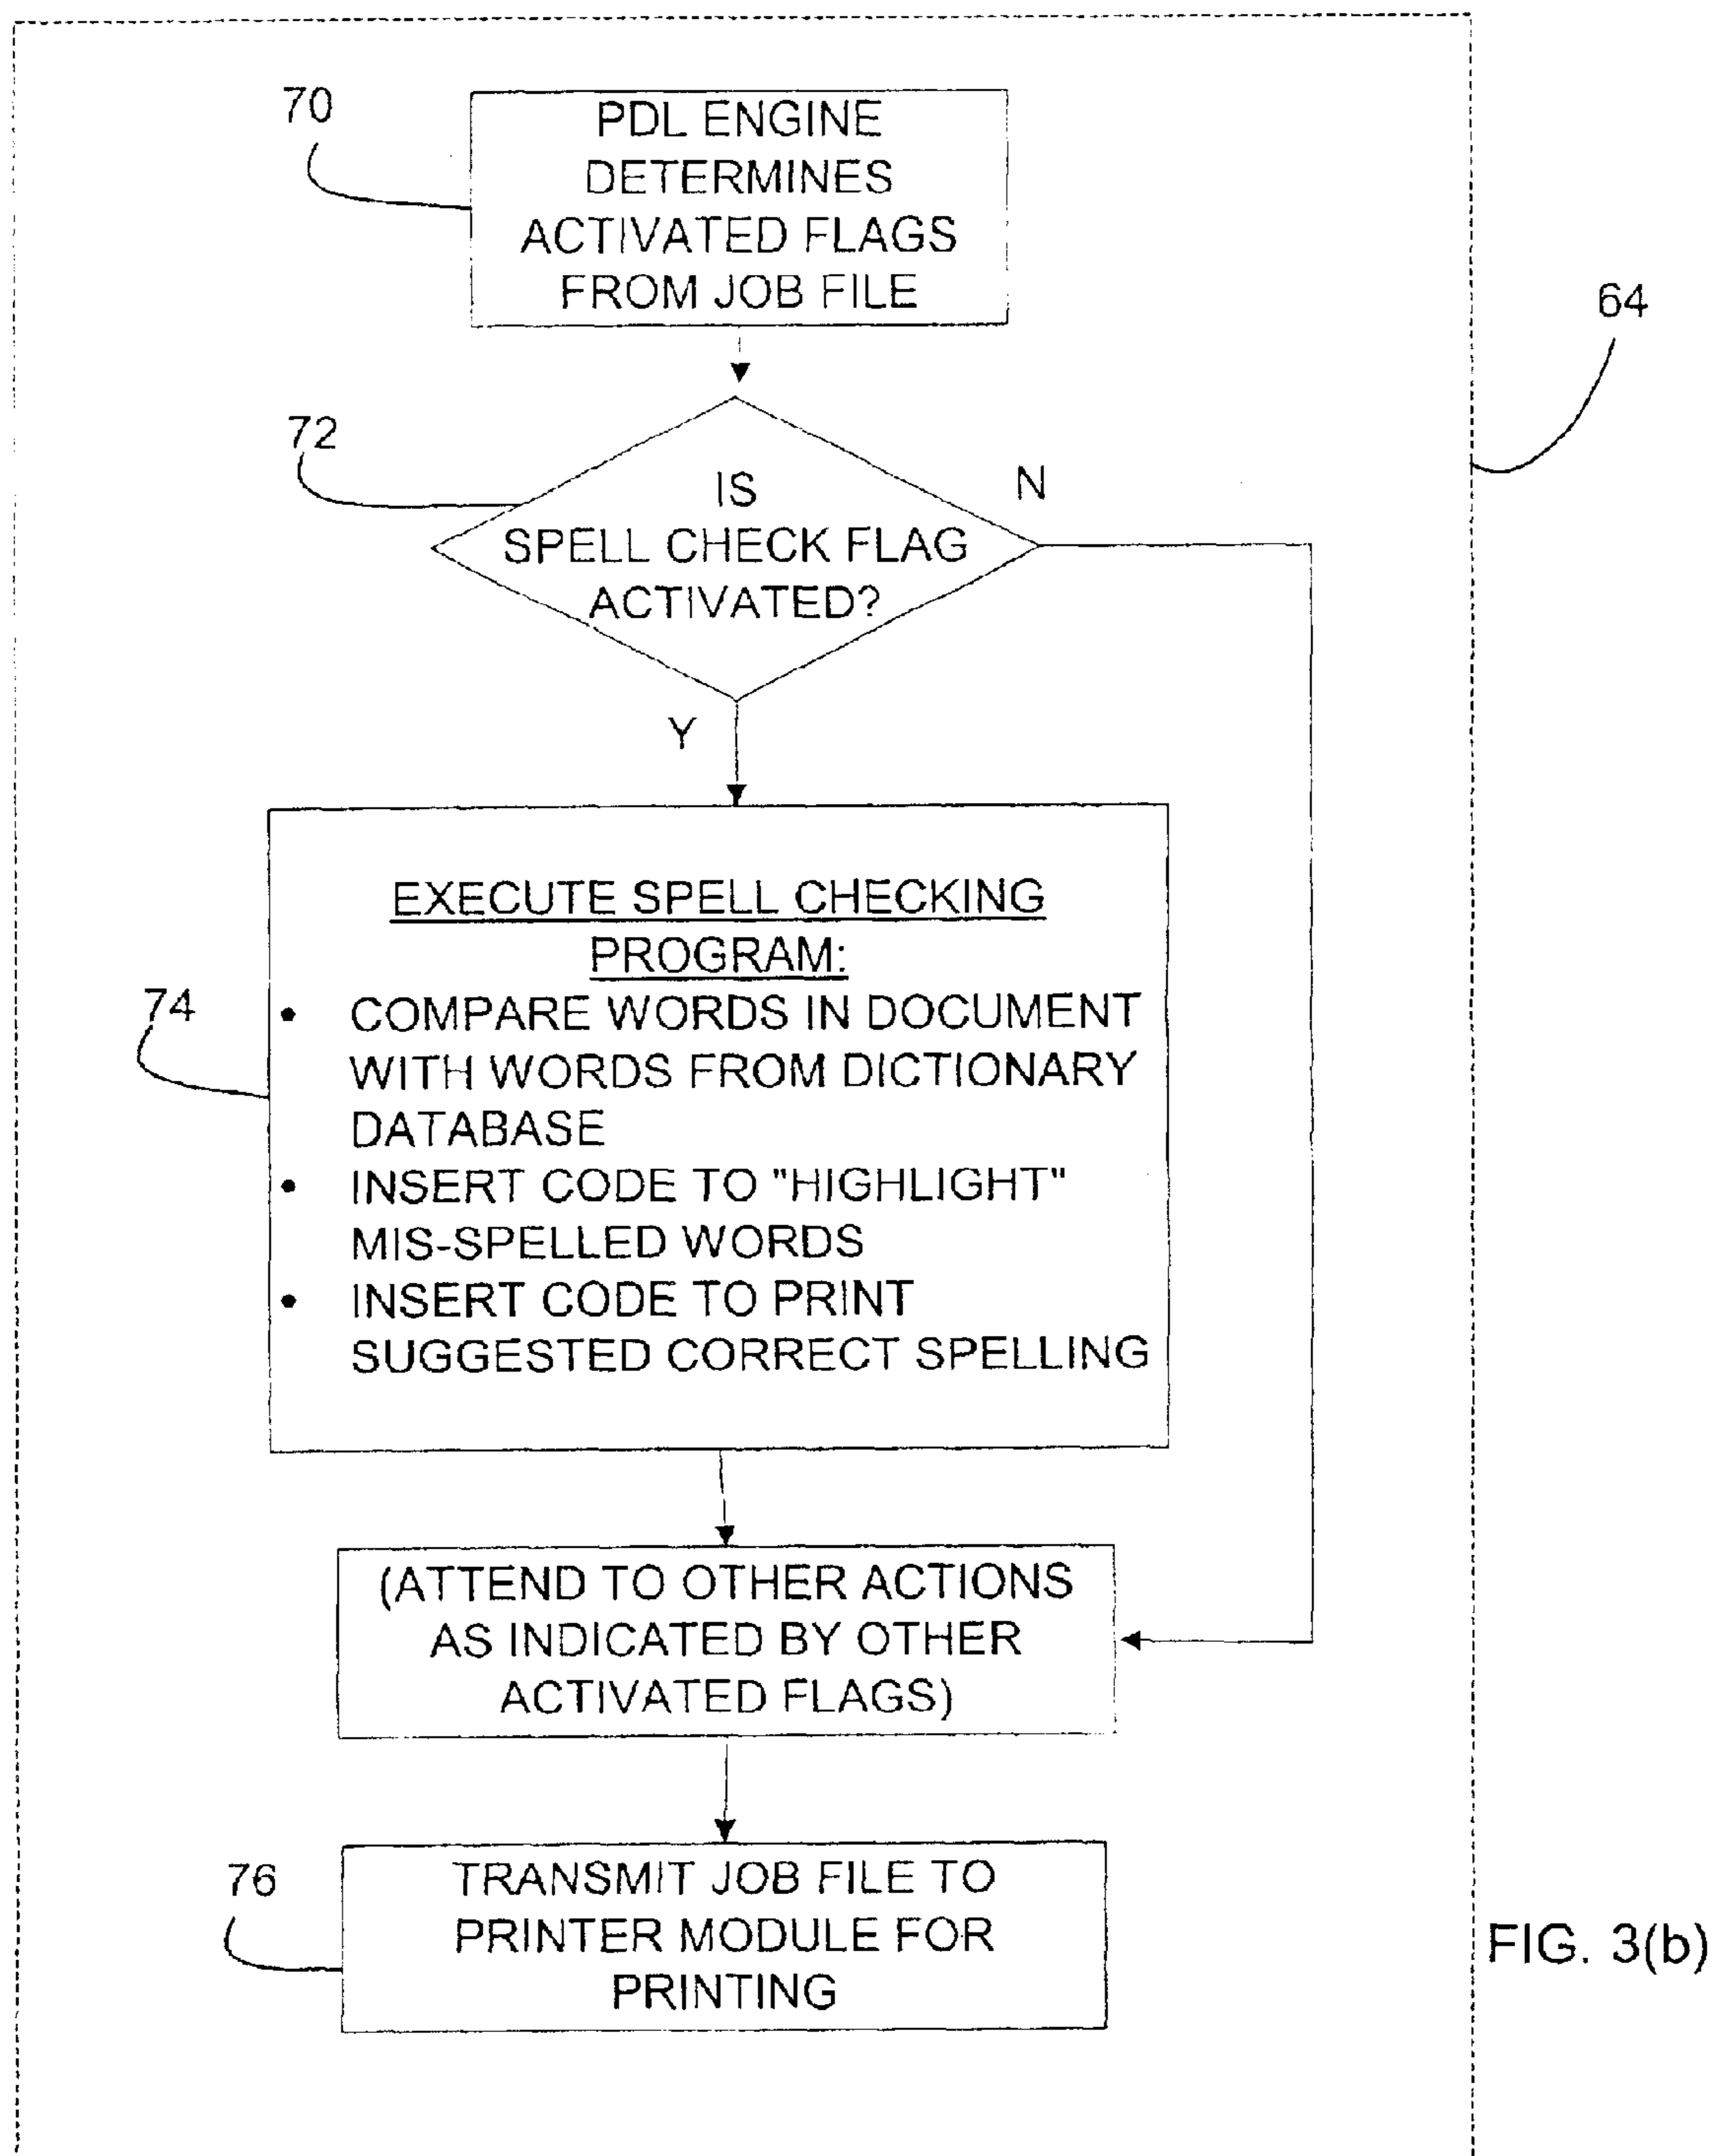 70
PDL ENGINE
DETERMINES
ACTIVATED FLAGS
FROM JOB FILE
64
72
IS
SPELL CHECK FLAG
ACTIVATED?
N
Y
EXECUTE SPELL CHECKING
PROGRAM:
74
• COMPARE WORDS IN DOCUMENT
WITH WORDS FROM DICTIONARY
DATABASE
• INSERT CODE TO "HIGHLIGHT"
MIS-SPELLED WORDS
• INSERT CODE TO PRINT
SUGGESTED CORRECT SPELLING
(ATTEND TO OTHER ACTIONS
AS INDICATED BY OTHER
ACTIVATED FLAGS)
76
TRANSMIT JOB FILE TO
PRINTER MODULE FOR
PRINTING
FIG. 3(b)